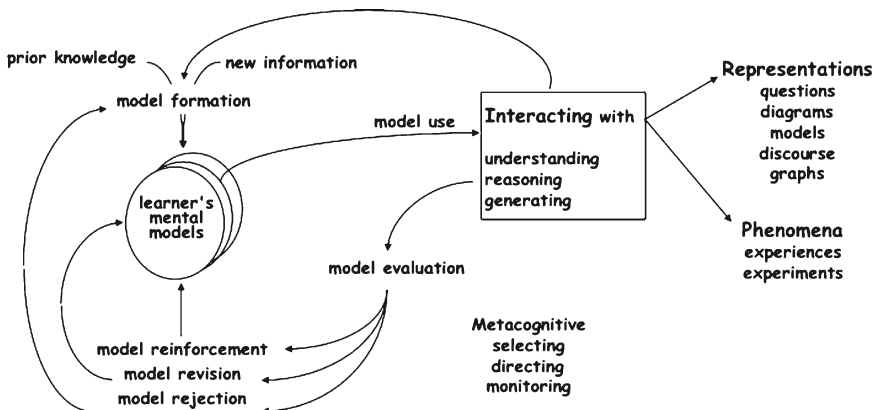 prior knowledge
new information
model formation
model use
learner's
mental
models
Interacting with
understanding
reasoning
generating
Representations
questions
diagrams
models
discourse
graphs
Phenomena
experiences
experiments
model evaluation
model reinforcement
model revision
model rejection
Metacognitive
selecting
directing
monitoring